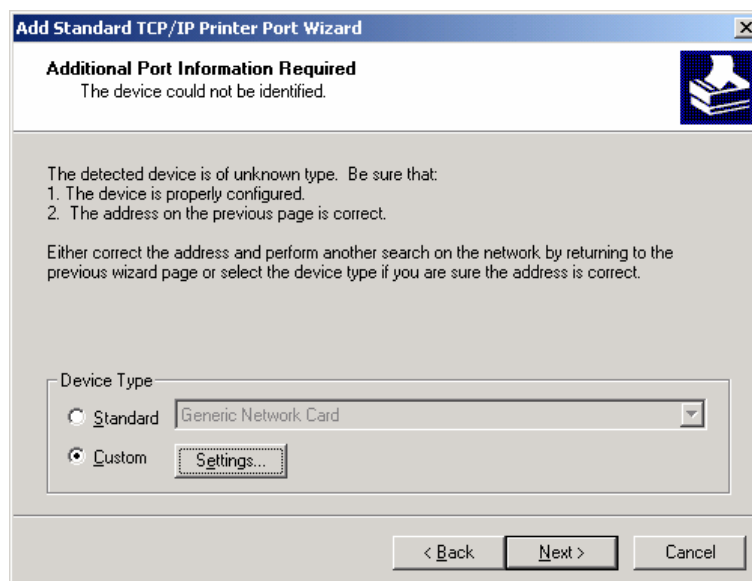 Add Standard TCP/IP Printer Port Wizard
Additional Port Information Required
The device could not be identified.
The detected device is of unknown type.  Be sure that:
1. The device is properly configured.
2.  The address on the previous page is correct.
Either correct the address and perform another search on the network by returning to the
previous wizard page or select the device type if you are sure the address is correct.
Device Type
Standard
Generic Network Card
Custom
Settings...
< Back
Next >
Cancel